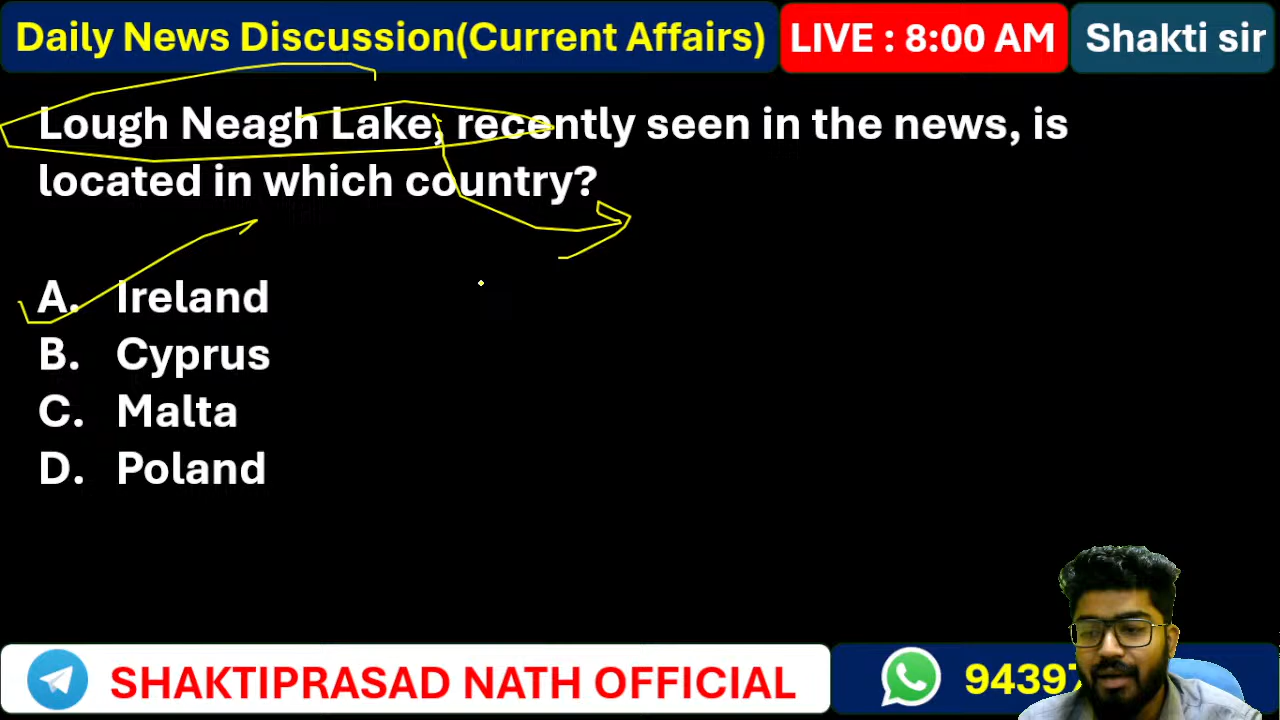 Daily News Discussion(Current Affairs) LIVE : 8:00 AM Shakti sir
Lough Neagh Lake, recently seen in the news, is
located in which country?
A. Ireland
B. Cyprus
C. Malta
D. Poland
SHAKTIPRASAD NATH OFFICIAL